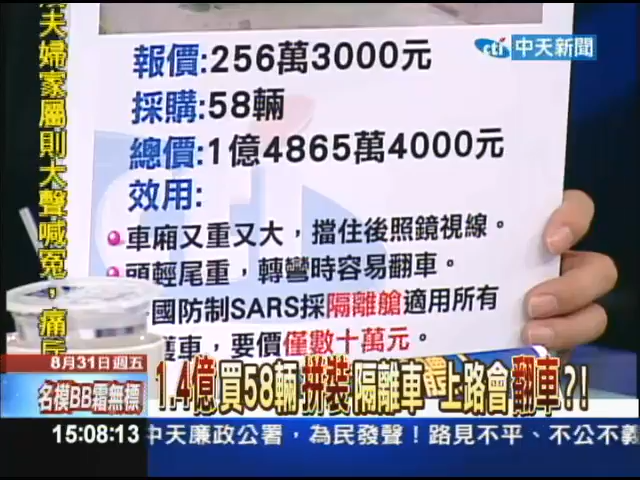 夫婦家屬則大聲喊冤，痛
cti 中天新聞
報價:256萬3000元
採購:58輛
總價:1億4865萬4000元
效用:
車廂又重又大，擋住後照鏡視線。
頭輕尾重，轉彎時容易翻車。
國防制SARS採隔離艙適用所有
護車，要價僅數十萬元。
8月31日週五
名模BB霜無標
1.4億買58輛拼裝隔離車 上路會翻車?!
15:08:13
中天廉政公署，為民發聲！路見不平、不公不義